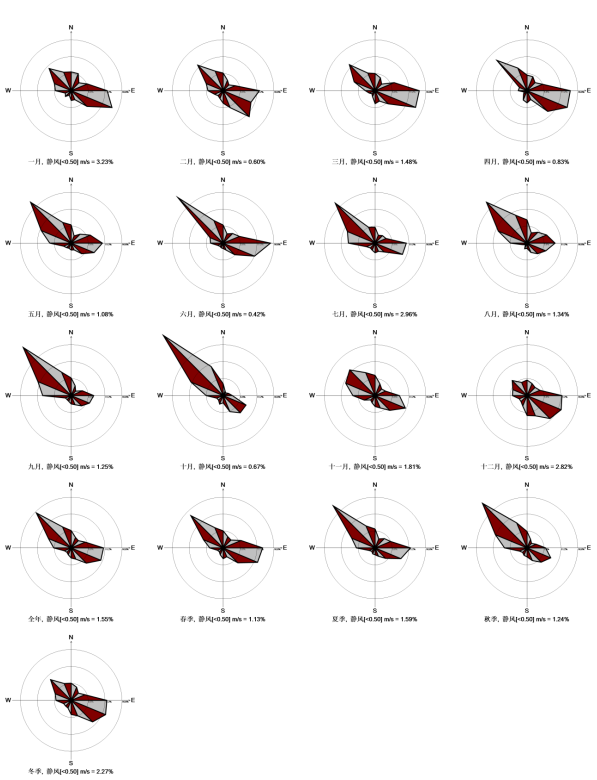 N
N
N
N
W
E
W
E
W
E
W
E
S
S
S
S
一月, 静风[<0.50] m/s = 3.23%
二月, 静风[<0.50] m/s = 0.60%
三月, 静风[<0.50] m/s = 1.48%
四月, 静风[<0.50] m/s = 0.83%
N
N
N
N
W
E
W
E
W
E
W
E
S
S
S
S
五月, 静风[<0.50] m/s = 1.08%
六月, 静风[<0.50] m/s = 0.42%
七月, 静风[<0.50] m/s = 2.96%
八月, 静风[<0.50] m/s = 1.34%
N
N
N
N
W
E
W
E
W
E
W
E
S
S
S
S
九月, 静风[<0.50] m/s = 1.25%
十月, 静风[<0.50] m/s = 0.67%
十一月, 静风[<0.50] m/s = 1.81%
十二月, 静风[<0.50] m/s = 2.82%
N
N
N
N
W
E
W
E
W
E
W
E
S
S
S
S
全年, 静风[<0.50] m/s = 1.55%
春季, 静风[<0.50] m/s = 1.13%
夏季, 静风[<0.50] m/s = 1.59%
秋季, 静风[<0.50] m/s = 1.24%
N
W
E
S
冬季, 静风[<0.50] m/s = 2.27%